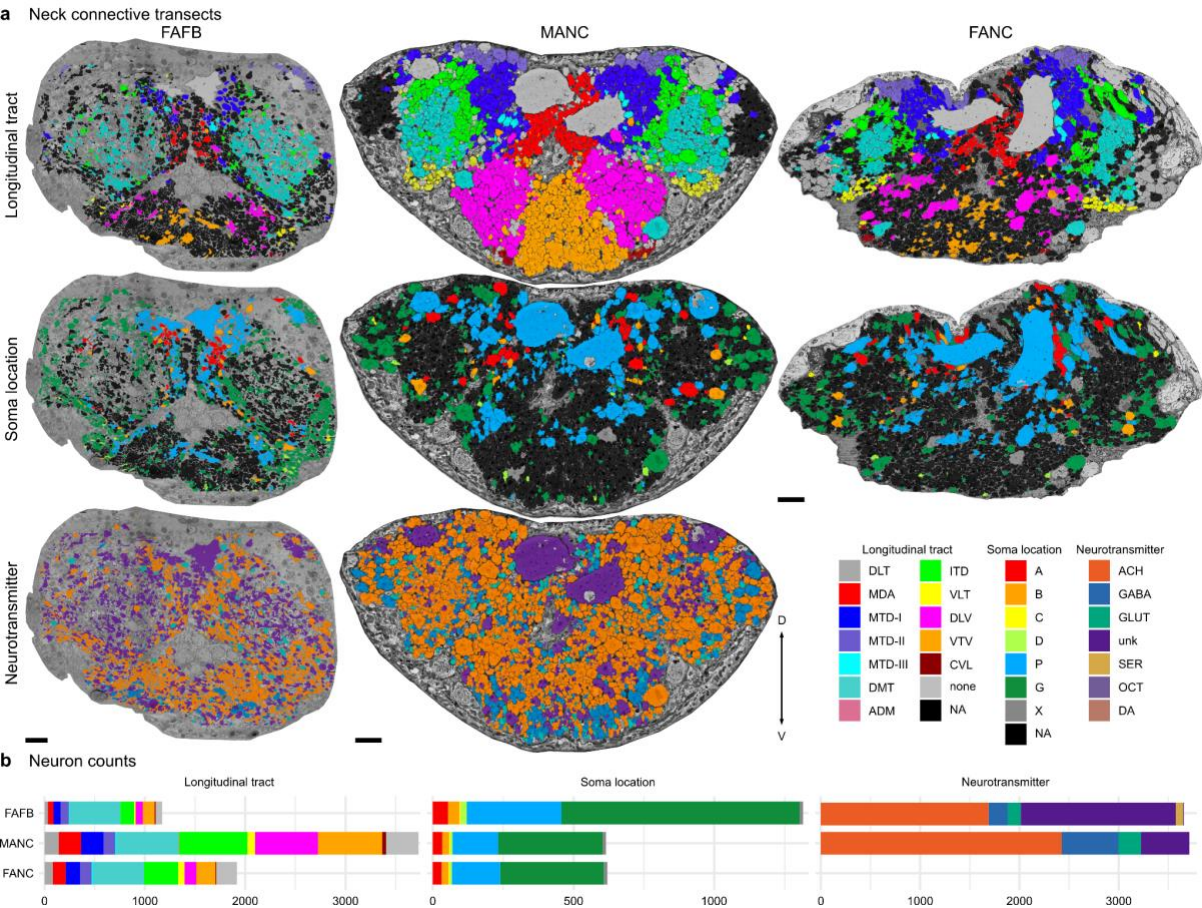 a Neck connective transects
FAFB MANC FANC
Longitudinal tract
Soma location
Neurotransmitter
D
V
Longitudinal tract Soma location Neurotransmitter
DLT ITD A ACH
MDA VLT B GABA
MTD-I DLV C GLUT
MTD-II VTV D unk
MTD-III CVL P SER
DMT none G OCT
ADM NA X DA
NA
b Neuron counts
Longitudinal tract Soma location Neurotransmitter
FAFB
MANC
FANC
0 1000 2000 3000 0 500 1000 0 1000 2000 3000